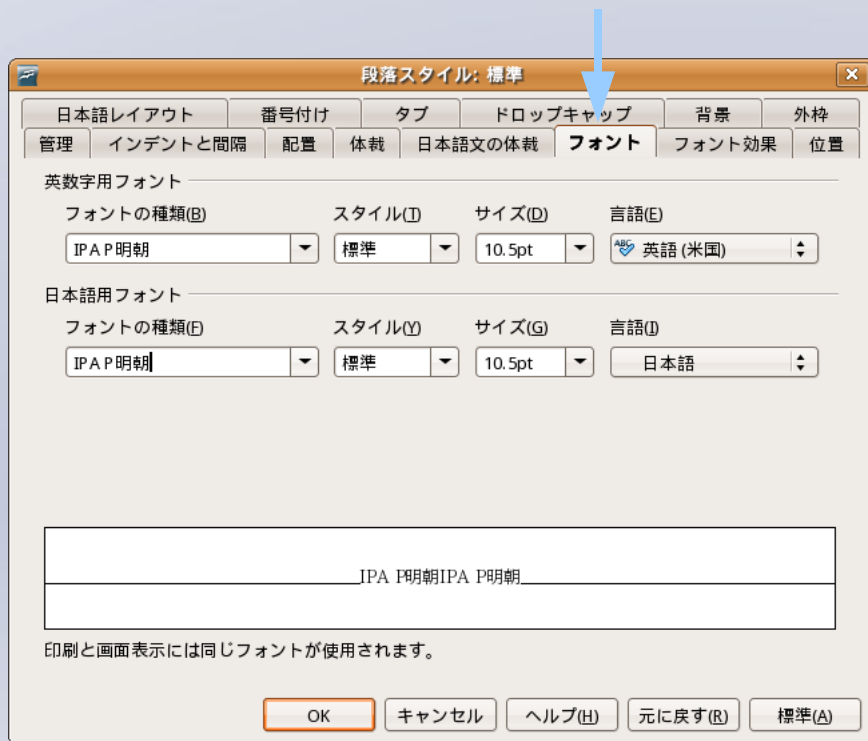 段落スタイル: 標準
日本語レイアウト 番号付け タブ ドロップキャップ 背景 外枠
管理 インデントと間隔 配置 体裁 日本語文の体裁 フォント フォント効果 位置
英数字用フォント
フォントの種類(B) スタイル(T) サイズ(D) 言語(E)
IPA P明朝 標準 10.5pt ABC 英語 (米国)
日本語用フォント
フォントの種類(F) スタイル(Y) サイズ(G) 言語(I)
IPA P明朝 標準 10.5pt 日本語
IPA P明朝IPA P明朝
印刷と画面表示には同じフォントが使用されます。
OK キャンセル ヘルプ(H) 元に戻す(R) 標準(A)